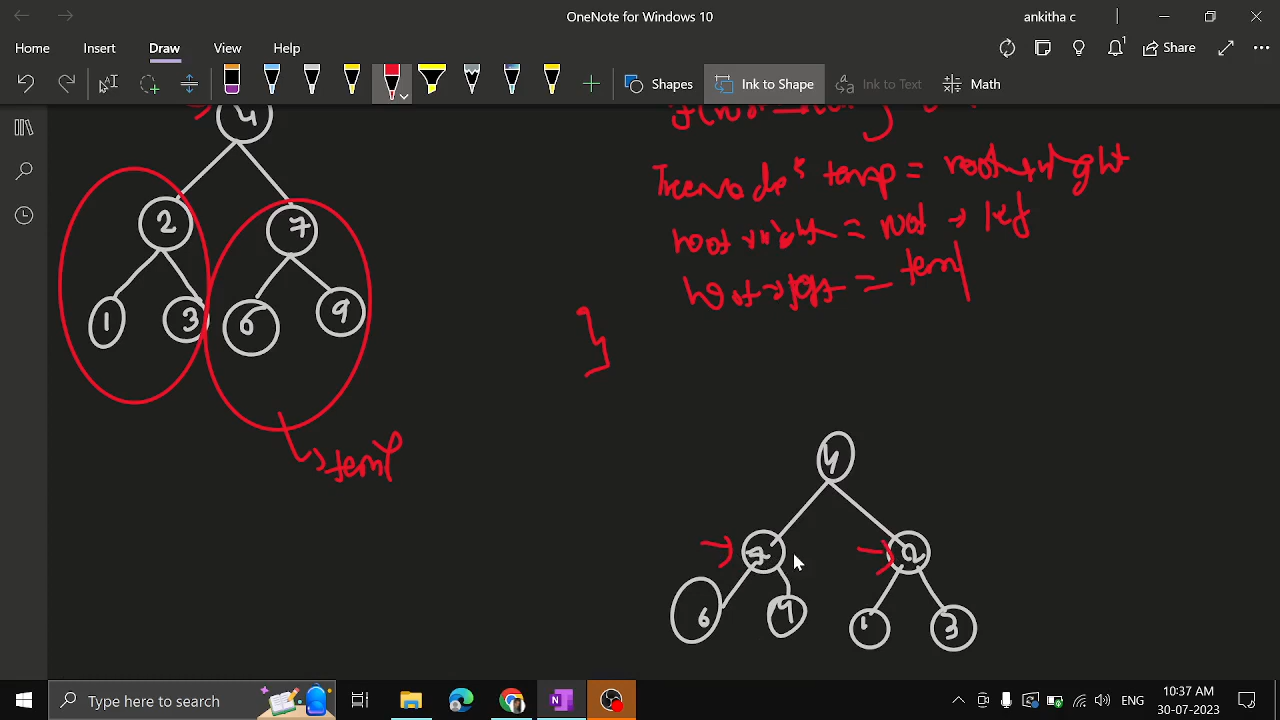 OneNote for Windows 10
ankitha c
Home Insert Draw View Help
Share
Shapes
Ink to Shape
Ink to Text
Math
4
2 7
1 3 6 9
temp
Treenode* temp = root→right
root→right = root → left
root→left = temp
}
4
7 2
6 9 1 3
Type here to search
ENG
10:37 AM
30-07-2023